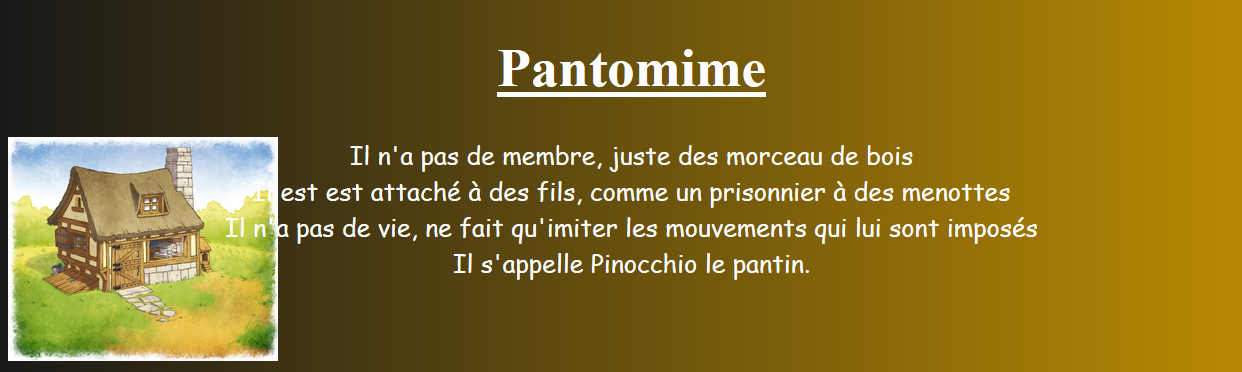 Pantomime
Il n'a pas de membre, juste des morceau de bois
Il est est attaché à des fils, comme un prisonnier à des menottes
Il n'a pas de vie, ne fait qu'imiter les mouvements qui lui sont imposés
Il s'appelle Pinocchio le pantin.